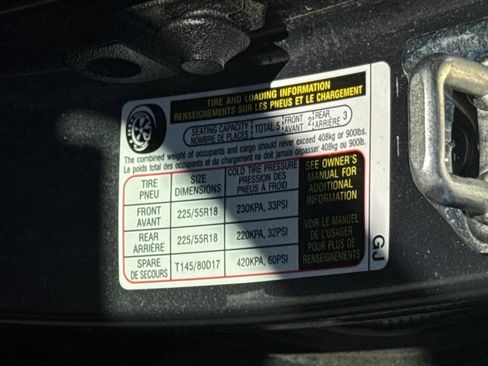 TIRE AND LOADING INFORMATION
RENSEIGNEMENTS SUR LES PNEUS ET LE CHARGEMENT
SEATING CAPACITY TOTAL 5 FRONT 2 REAR 3
NOMBRE DE PLACES AVANT ARRIÈRE
The combined weight of occupants and cargo should never exceed 408kg or 900lbs.
Le poids total des occupants et du chargement ne doit jamais dépasser 408kg ou 900 lb.
TIRE SIZE COLD TIRE PRESSURE
PNEU DIMENSIONS PRESSION DES
PNEUS À FROID
FRONT 225/55R18 230KPA, 33PSI
AVANT
REAR 225/55R18 220KPA, 32PSI
ARRIÈRE
SPARE T145/80D17 420KPA, 60PSI
DE SECOURS
SEE OWNER'S
MANUAL FOR
ADDITIONAL
INFORMATION
VOIR LE MANUEL
DE L'USAGER
POUR PLUS DE
RENSEIGNEMENTS
GJ